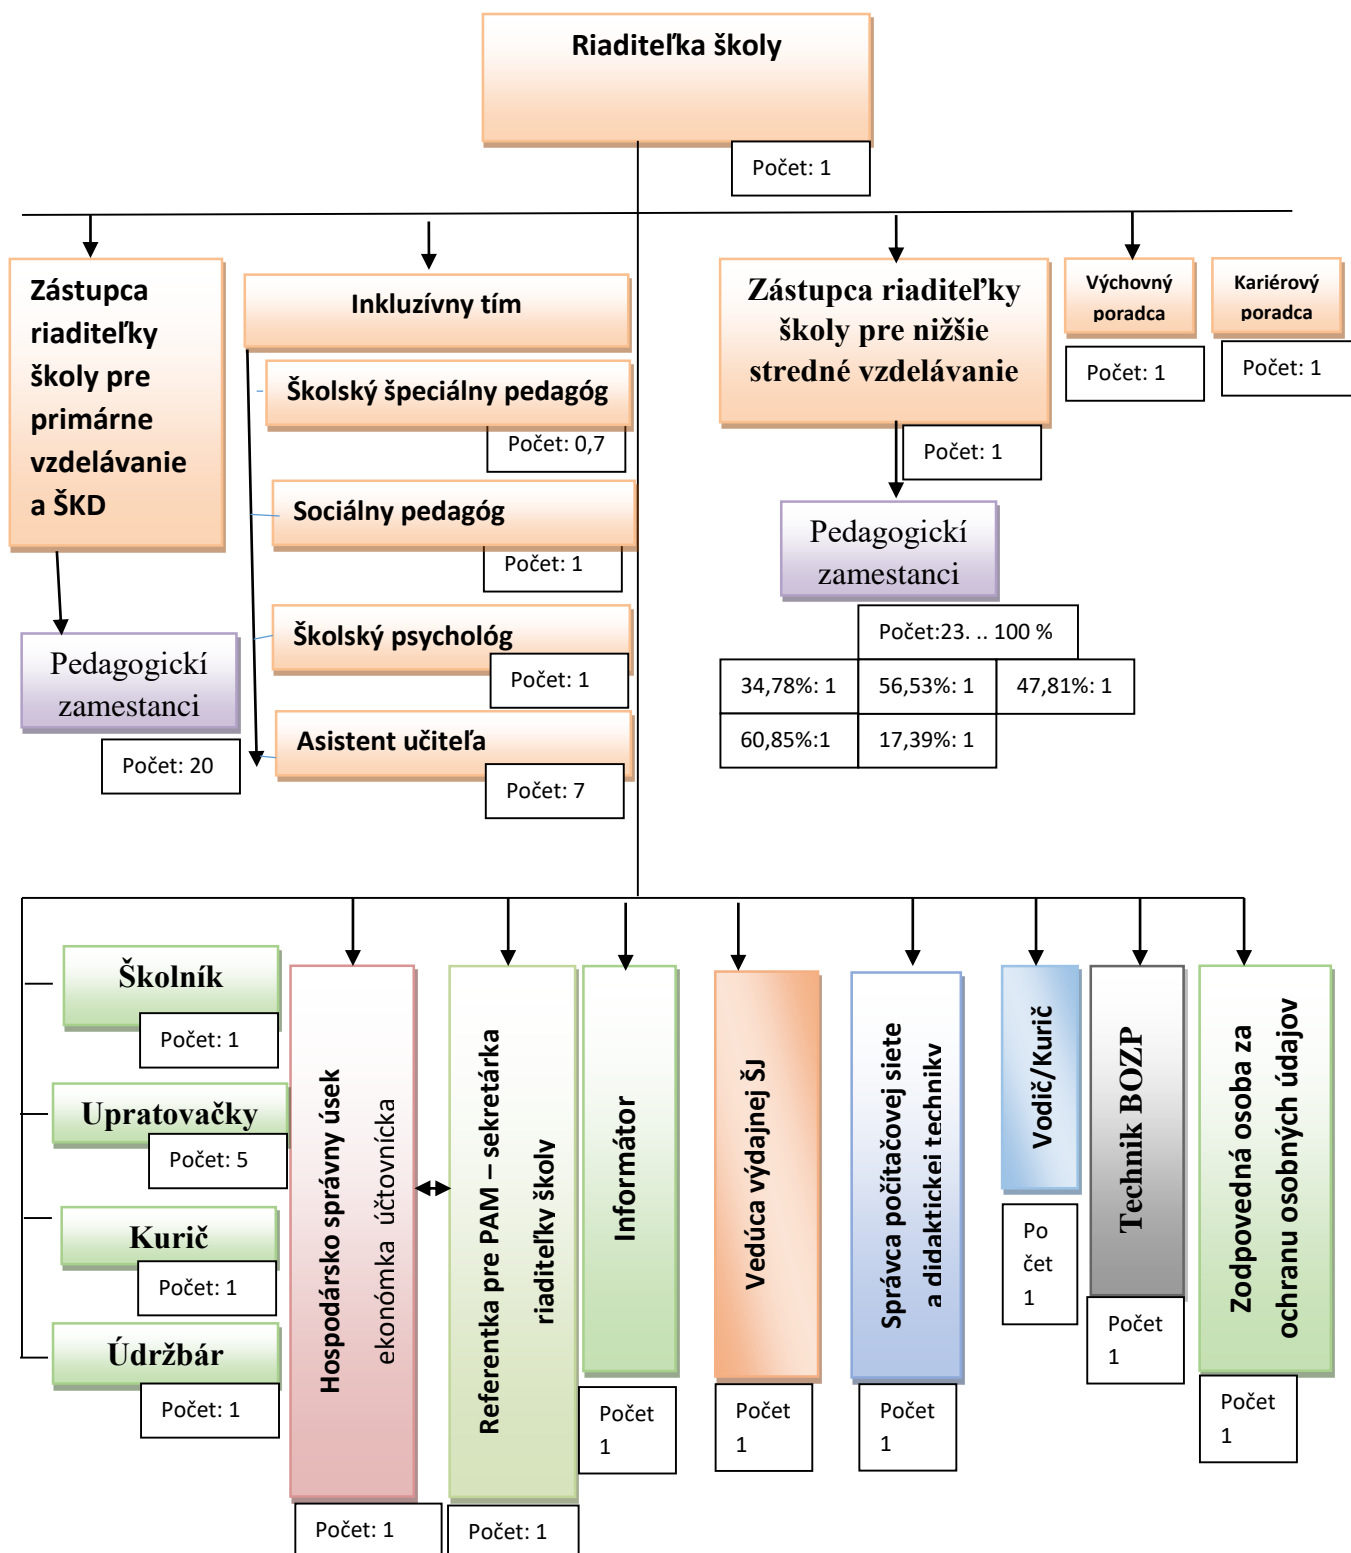 Riaditeľka školy
Počet: 1
Zástupca
riaditeľky
školy pre
primárne
vzdelávanie
a ŠKD
Pedagogickí
zamestanci
Počet: 20
Inkluzívny tím
Školský špeciálny pedagóg
Počet: 0,7
Sociálny pedagóg
Počet: 1
Školský psychológ
Počet: 1
Asistent učiteľa
Počet: 7
Zástupca riaditeľky
školy pre nižšie
stredné vzdelávanie
Počet: 1
Pedagogickí
zamestanci
Počet:23. .. 100 %
34,78%: 1
56,53%: 1
47,81%: 1
60,85%:1
17,39%: 1
Výchovný
poradca
Počet: 1
Kariérový
poradca
Počet: 1
Školník
Počet: 1
Upratovačky
Počet: 5
Kurič
Počet: 1
Údržbár
Počet: 1
Hospodársko správny úsek
ekonómka účtovnícka
Počet: 1
Referentka pre PAM – sekretárka
riaditeľky školy
Počet: 1
Informátor
Počet
1
Vedúca výdajnej ŠJ
Počet
1
Správca počítačovej siete
a didaktickej techniky
Počet
1
Vodič/Kurič
Po
čet
1
Technik BOZP
Počet
1
Zodpovedná osoba za
ochranu osobných údajov
Počet
1